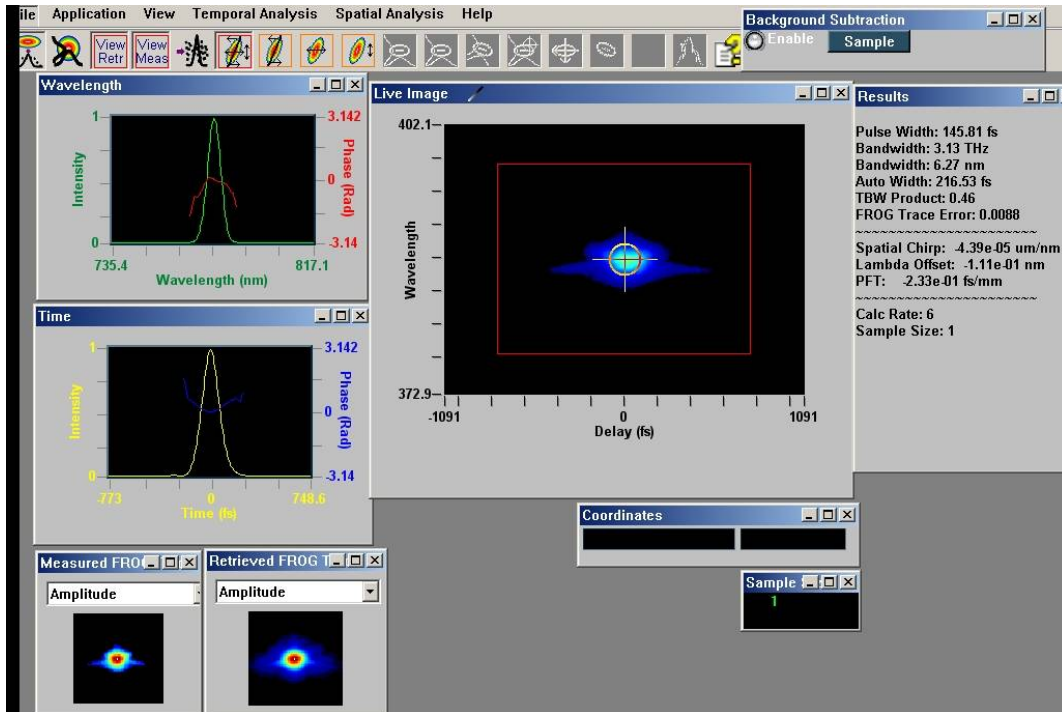 ile Application View Temporal Analysis Spatial Analysis Help
View Retr
View Meas
Background Subtraction
Enable
Sample
Wavelength
1
0
Intensity
3.142
0
-3.14
Phase (Rad)
735.4 817.1
Wavelength (nm)
Live Image
402.1
Wavelength
372.9
-1091 0 1091
Delay (fs)
Results
Pulse Width: 145.81 fs
Bandwidth: 3.13 THz
Bandwidth: 6.27 nm
Auto Width: 216.53 fs
TBW Product: 0.46
FROG Trace Error: 0.0088
~~~~~~~~~~~~~~~~~~~~~~
Spatial Chirp: -4.39e-05 um/nm
Lambda Offset: -1.11e-01 nm
PFT: -2.33e-01 fs/mm
~~~~~~~~~~~~~~~~~~~~~~
Calc Rate: 6
Sample Size: 1
Time
1
0
Intensity
3.142
0
-3.14
Phase (Rad)
-773 0 748.6
Time (fs)
Coordinates
Measured FROG
Amplitude
Retrieved FROG T
Amplitude
Sample
1